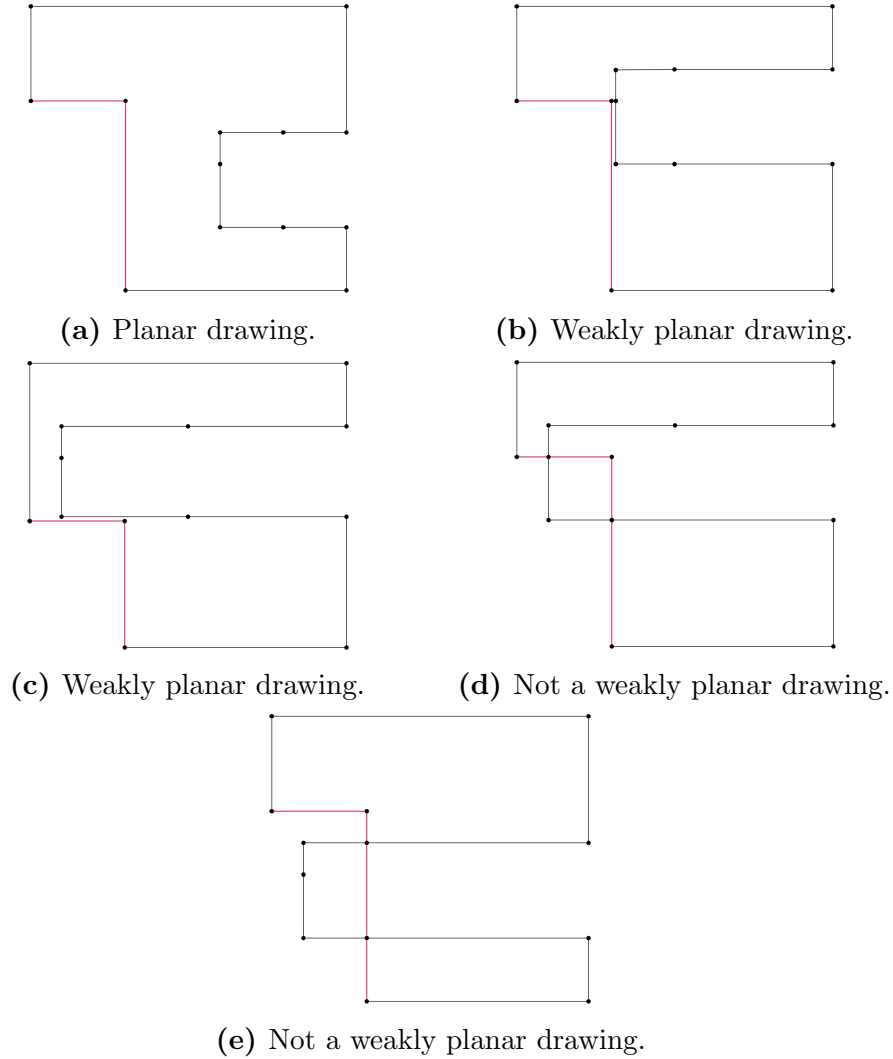 (a) Planar drawing.
(b) Weakly planar drawing.
(c) Weakly planar drawing.
(d) Not a weakly planar drawing.
(e) Not a weakly planar drawing.